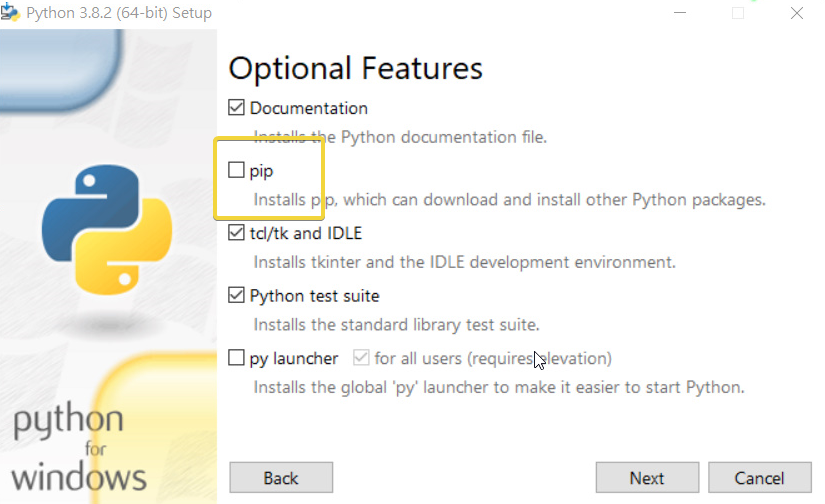 Python 3.8.2 (64-bit) Setup
Optional Features
Documentation
Installs the Python documentation file.
pip
Installs pip, which can download and install other Python packages.
tcl/tk and IDLE
Installs tkinter and the IDLE development environment.
Python test suite
Installs the standard library test suite.
py launcher for all users (requires elevation)
Installs the global 'py' launcher to make it easier to start Python.
python
for
windows
Back Next Cancel